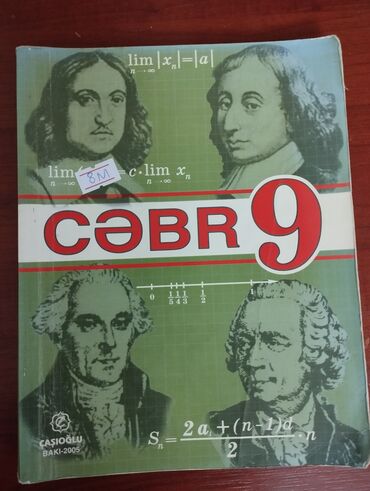 lim |xₙ|=|a|
n→∞
lim = c·lim xₙ
n→∞ n→∞
8M
CƏBR 9
0 1/5 1/4 1/3 1/2
Sₙ = (2a₁+(n-1)d)/2 · n
ÇAŞIOĞLU
BAKI-2005